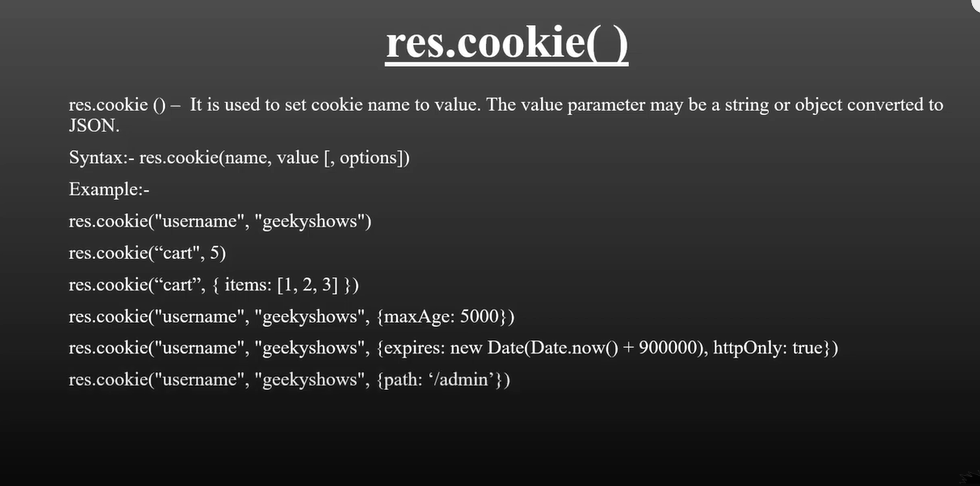 res.cookie( )
res.cookie () – It is used to set cookie name to value. The value parameter may be a string or object converted to
JSON.
Syntax:- res.cookie(name, value [, options])
Example:-
res.cookie("username", "geekyshows")
res.cookie(“cart", 5)
res.cookie(“cart”, { items: [1, 2, 3] })
res.cookie("username", "geekyshows", {maxAge: 5000})
res.cookie("username", "geekyshows", {expires: new Date(Date.now() + 900000), httpOnly: true})
res.cookie("username", "geekyshows", {path: ‘/admin’})